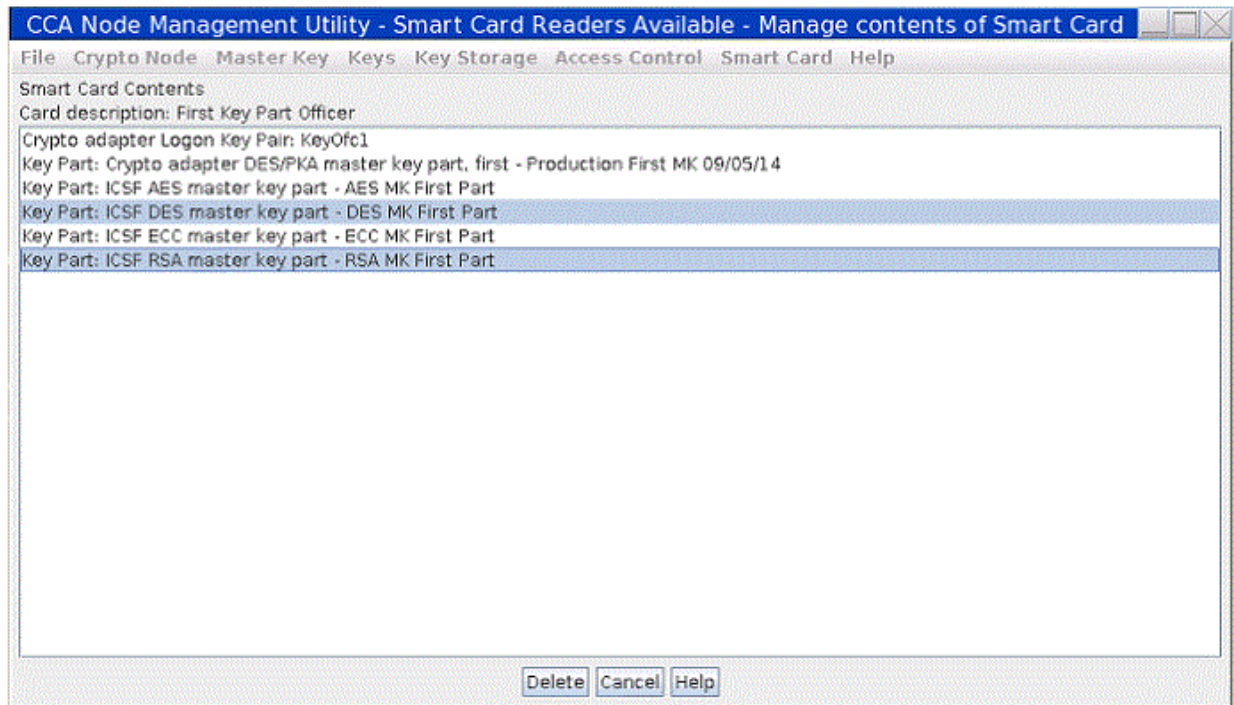 CCA Node Management Utility - Smart Card Readers Available - Manage contents of Smart Card
File Crypto Node Master Key Keys Key Storage Access Control Smart Card Help
Smart Card Contents
Card description: First Key Part Officer
Crypto adapter Logon Key Pair: KeyOfc1
Key Part: Crypto adapter DES/PKA master key part, first - Production First MK 09/05/14
Key Part: ICSF AES master key part - AES MK First Part
Key Part: ICSF DES master key part - DES MK First Part
Key Part: ICSF ECC master key part - ECC MK First Part
Key Part: ICSF RSA master key part - RSA MK First Part
Delete Cancel Help